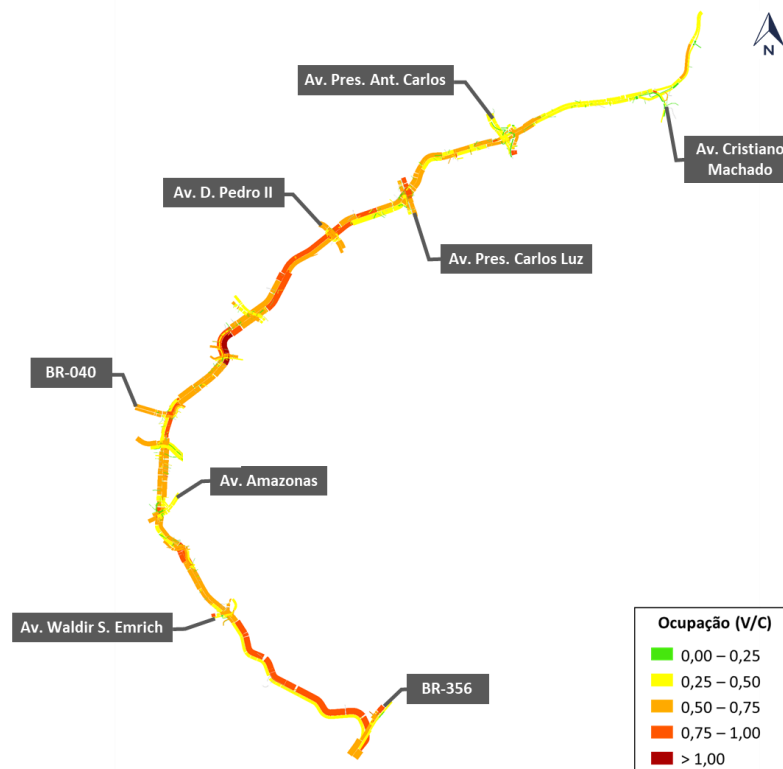 N
Av. Pres. Ant. Carlos
Av. Cristiano
Machado
Av. D. Pedro II
Av. Pres. Carlos Luz
BR-040
Av. Amazonas
Av. Waldir S. Emrich
BR-356
Ocupação (V/C)
0,00 – 0,25
0,25 – 0,50
0,50 – 0,75
0,75 – 1,00
> 1,00